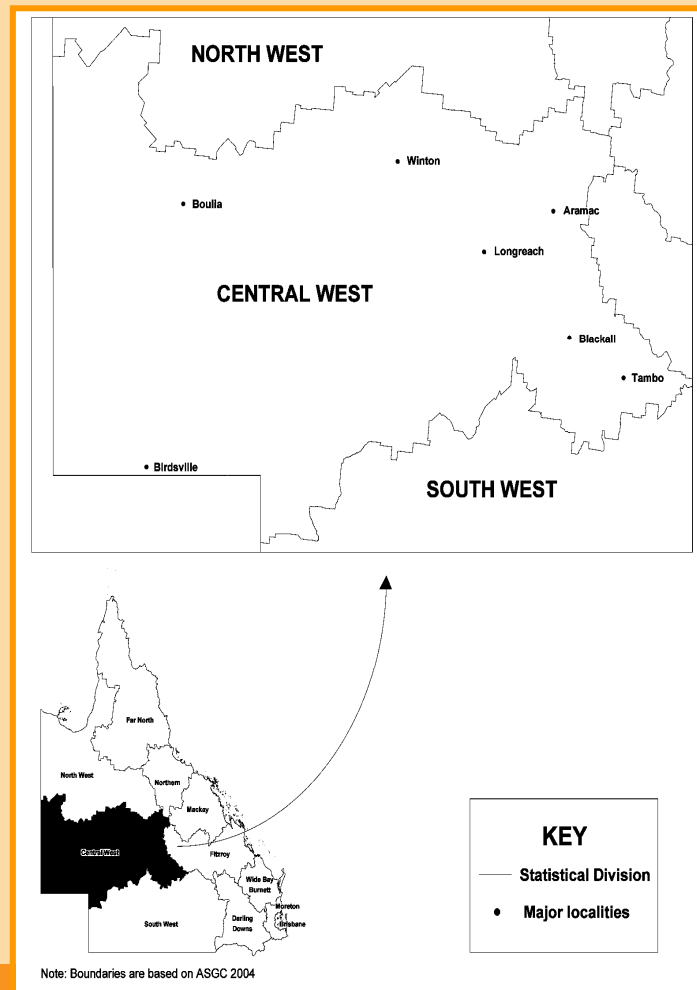 NORTH WEST
Winton
Boulia
Aramac
Longreach
CENTRAL WEST
Blackall
Tambo
Birdsville
SOUTH WEST
Far North
North West
Northern
Mackay
Central West
Fitzroy
Wide Bay
Burnett
Moreton
Brisbane
South West
Darling
Downs
KEY
Statistical Division
Major localities
Note: Boundaries are based on ASGC 2004